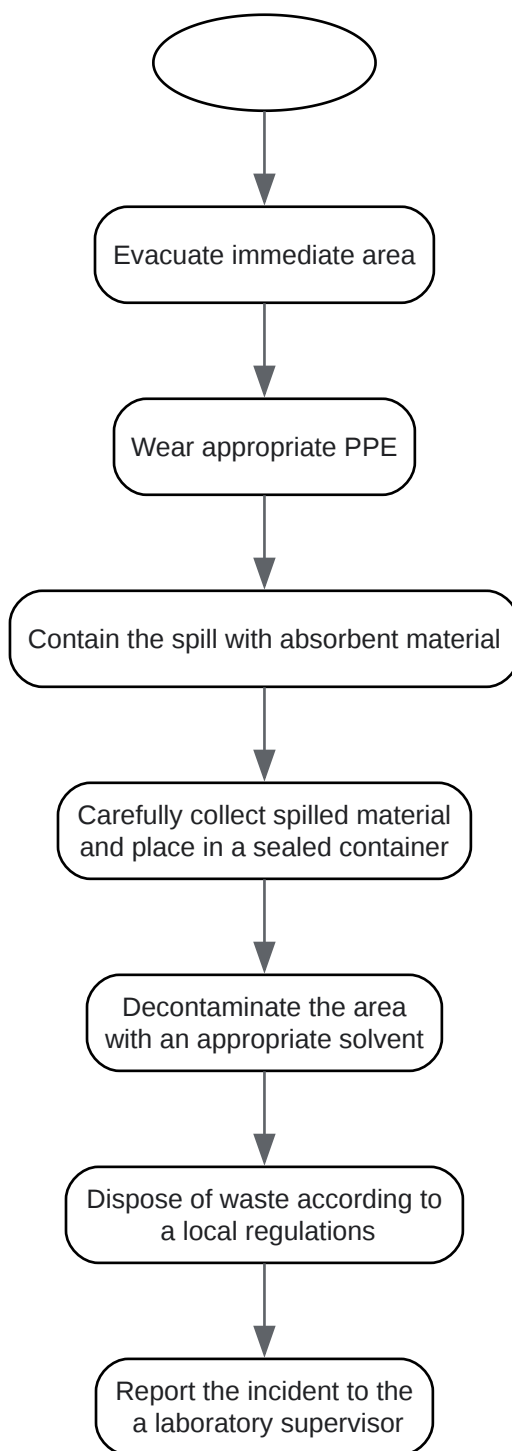 Evacuate immediate area
Wear appropriate PPE
Contain the spill with absorbent material
Carefully collect spilled material
and place in a sealed container
Decontaminate the area
with an appropriate solvent
Dispose of waste according to
a local regulations
Report the incident to the
a laboratory supervisor